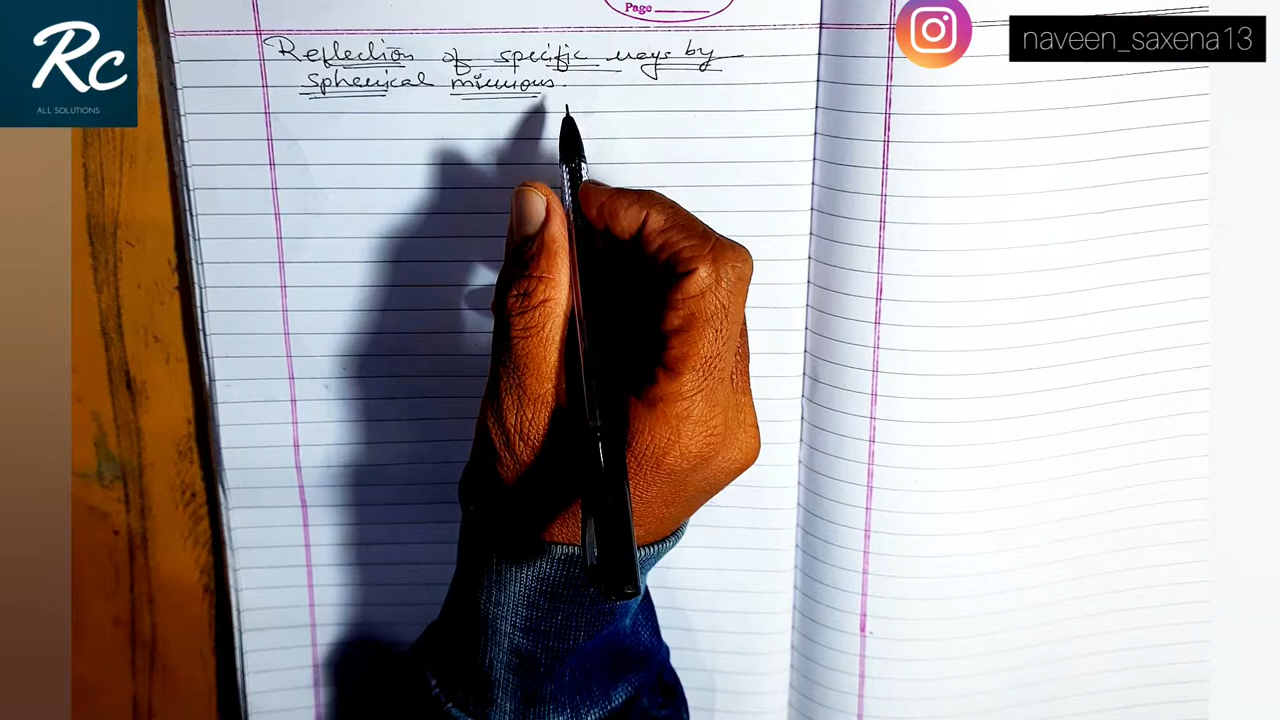 Page
Rc
ALL SOLUTIONS
naveen_saxena13
Reflection of specific rays by
spherical mirrors.